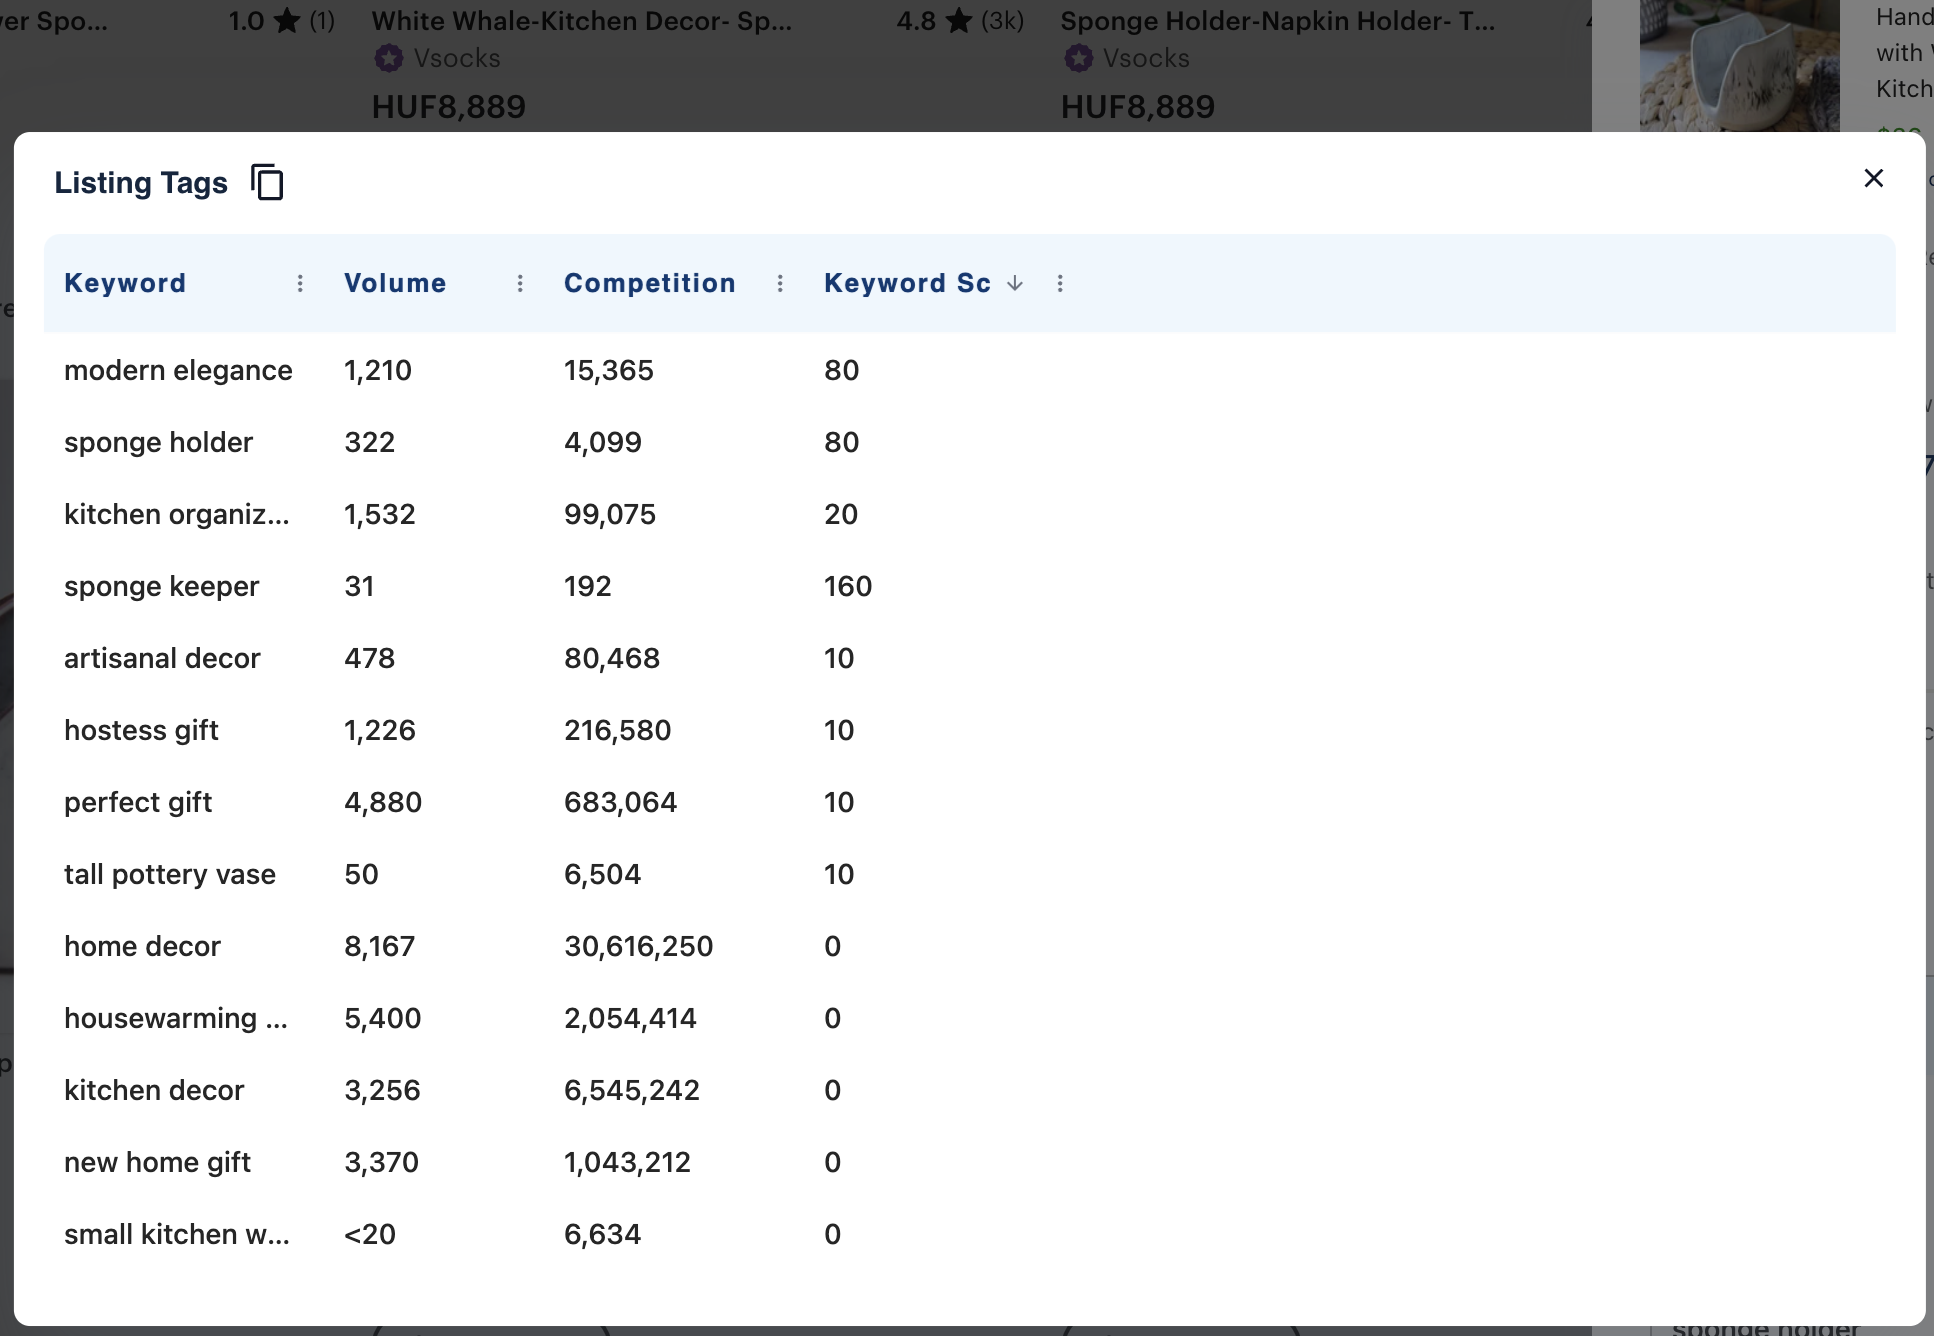 1.0 ★ (1)
White Whale-Kitchen Decor- Sp... 4.8 ★ (3k)
Sponge Holder-Napkin Holder- T...
Vsocks
Vsocks
HUF8,889
HUF8,889
Listing Tags
Keyword Volume Competition Keyword Sc
modern elegance 1,210 15,365 80
sponge holder 322 4,099 80
kitchen organiz... 1,532 99,075 20
sponge keeper 31 192 160
artisanal decor 478 80,468 10
hostess gift 1,226 216,580 10
perfect gift 4,880 683,064 10
tall pottery vase 50 6,504 10
home decor 8,167 30,616,250 0
housewarming ... 5,400 2,054,414 0
kitchen decor 3,256 6,545,242 0
new home gift 3,370 1,043,212 0
small kitchen w... <20 6,634 0
Hand
with
Kitch
sponge holder